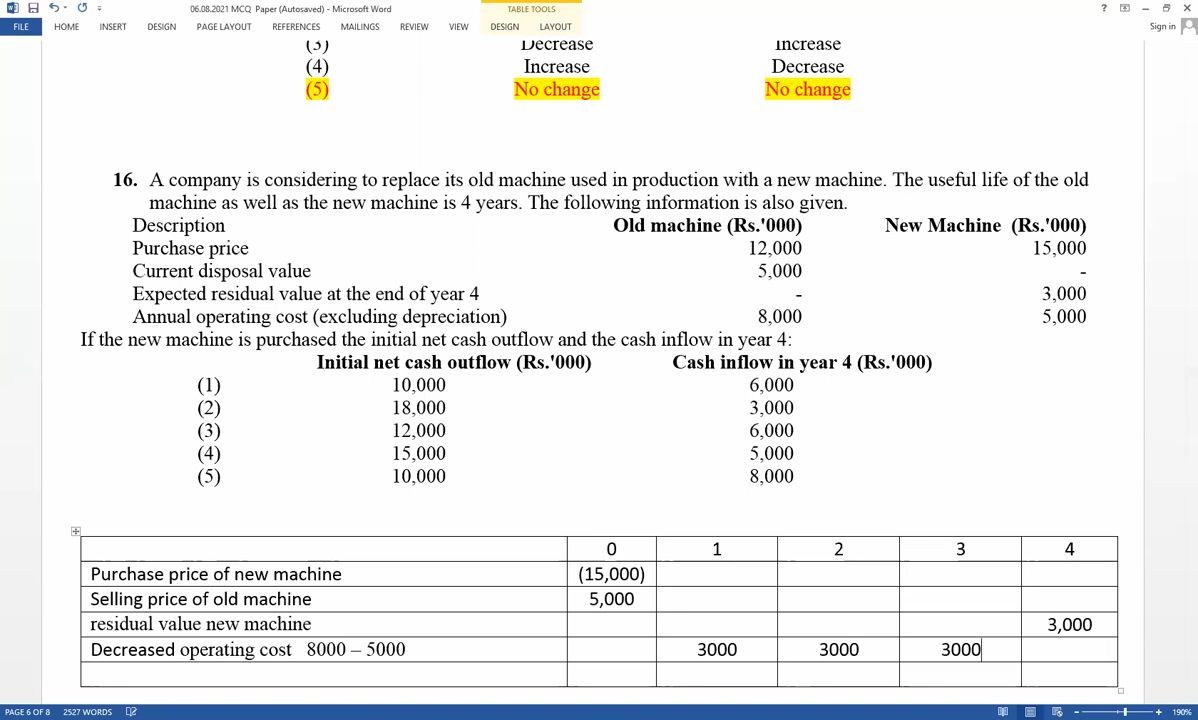 06.08.2021 MCQ Paper (Autosaved) - Microsoft Word
TABLE TOOLS
?
FILE HOME INSERT DESIGN PAGE LAYOUT REFERENCES MAILINGS REVIEW VIEW DESIGN LAYOUT Sign in
(3) Decrease Increase
(4) Increase Decrease
(5) No change No change
16. A company is considering to replace its old machine used in production with a new machine. The useful life of the old
machine as well as the new machine is 4 years. The following information is also given.
Description Old machine (Rs.'000) New Machine (Rs.'000)
Purchase price 12,000 15,000
Current disposal value 5,000 -
Expected residual value at the end of year 4 - 3,000
Annual operating cost (excluding depreciation) 8,000 5,000
If the new machine is purchased the initial net cash outflow and the cash inflow in year 4:
Initial net cash outflow (Rs.'000) Cash inflow in year 4 (Rs.'000)
(1) 10,000 6,000
(2) 18,000 3,000
(3) 12,000 6,000
(4) 15,000 5,000
(5) 10,000 8,000
0 1 2 3 4
Purchase price of new machine (15,000)
Selling price of old machine 5,000
residual value new machine 3,000
Decreased operating cost 8000 – 5000 3000 3000 3000
PAGE 6 OF 8 2527 WORDS 190%